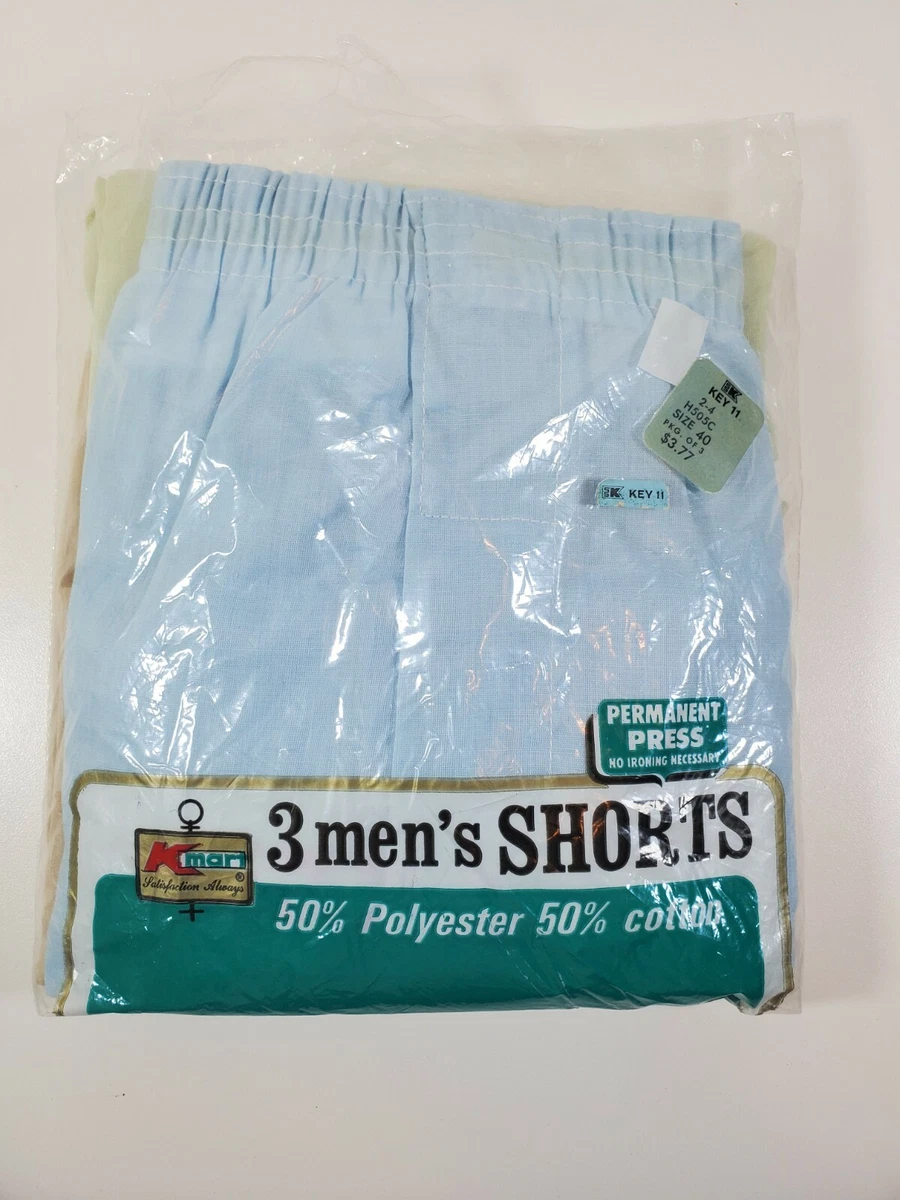 K
KEY 11
2-4
H505C
SIZE 40
PKG. OF 3
$3.77
K KEY 11
PERMANENT
PRESS
NO IRONING NECESSARY
3 men's SHORTS
Kmart
Satisfaction Always®
50% Polyester 50% cotton